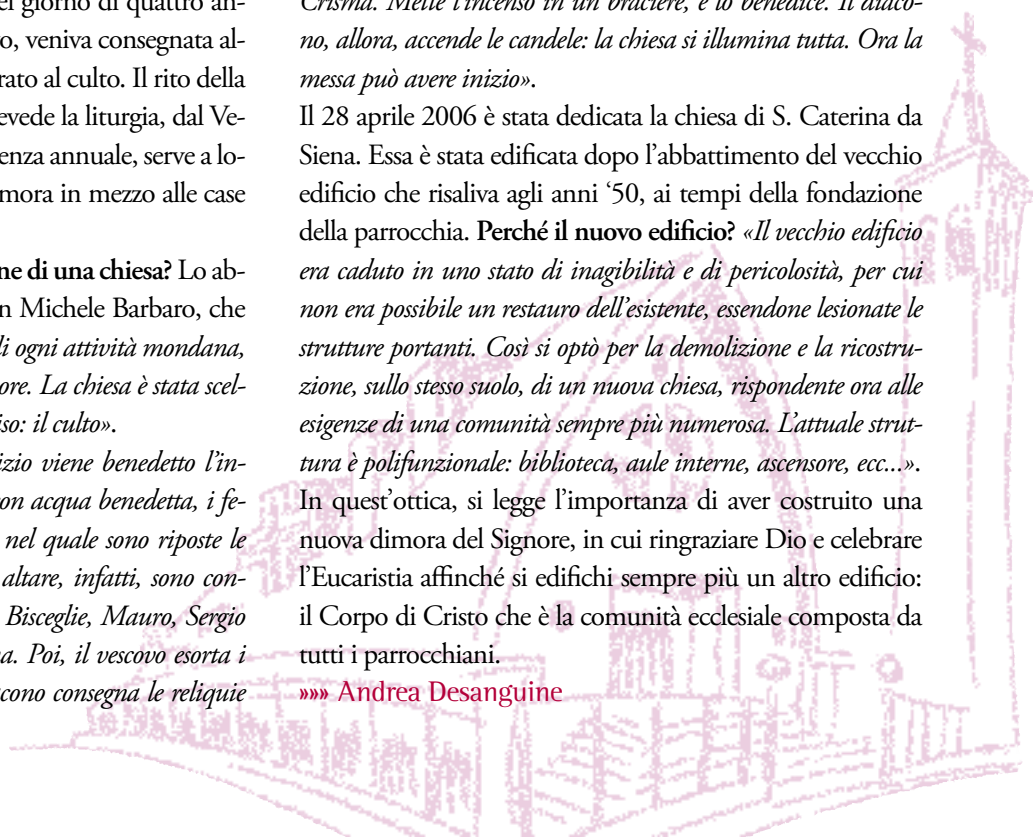 el giorno di quattro an-
o, veniva consegnata al-
rato al culto. Il rito della
evede la liturgia, dal Ve-
enza annuale, serve a lo-
mora in mezzo alle case
ne di una chiesa? Lo ab-
n Michele Barbaro, che
li ogni attività mondana,
ore. La chiesa è stata scel-
iso: il culto».
izio viene benedetto l'in-
on acqua benedetta, i fe-
nel quale sono riposte le
altare, infatti, sono con-
Bisceglie, Mauro, Sergio
a. Poi, il vescovo esorta i
cono consegna le reliquie
Crisma. Mette l'incenso in un braciere, e lo benedice. Il diaco-
no, allora, accende le candele: la chiesa si illumina tutta. Ora la
messa può avere inizio».
Il 28 aprile 2006 è stata dedicata la chiesa di S. Caterina da
Siena. Essa è stata edificata dopo l'abbattimento del vecchio
edificio che risaliva agli anni ‘50, ai tempi della fondazione
della parrocchia. Perché il nuovo edificio? «Il vecchio edificio
era caduto in uno stato di inagibilità e di pericolosità, per cui
non era possibile un restauro dell'esistente, essendone lesionate le
strutture portanti. Così si optò per la demolizione e la ricostru-
zione, sullo stesso suolo, di un nuova chiesa, rispondente ora alle
esigenze di una comunità sempre più numerosa. L'attuale strut-
tura è polifunzionale: biblioteca, aule interne, ascensore, ecc...».
In quest'ottica, si legge l'importanza di aver costruito una
nuova dimora del Signore, in cui ringraziare Dio e celebrare
l'Eucaristia affinché si edifichi sempre più un altro edificio:
il Corpo di Cristo che è la comunità ecclesiale composta da
tutti i parrocchiani.
»»» Andrea Desanguine